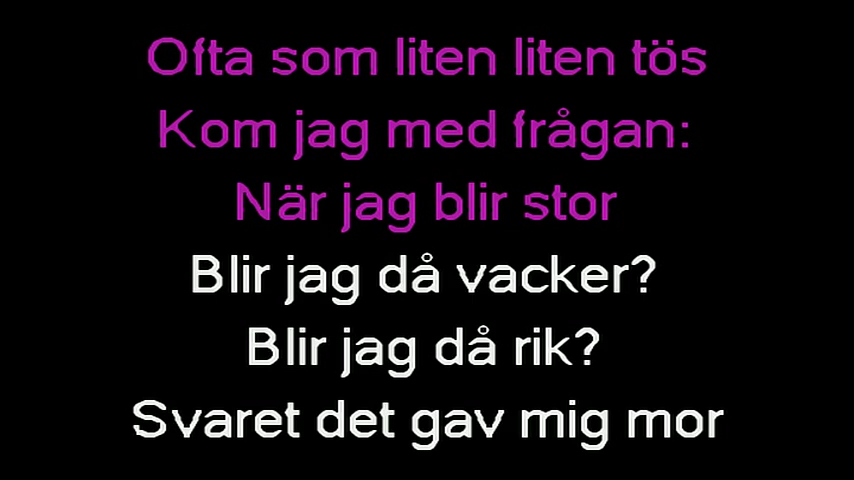 Ofta som liten liten tös
Kom jag med frågan:
När jag blir stor
Blir jag då vacker?
Blir jag då rik?
Svaret det gav mig mor